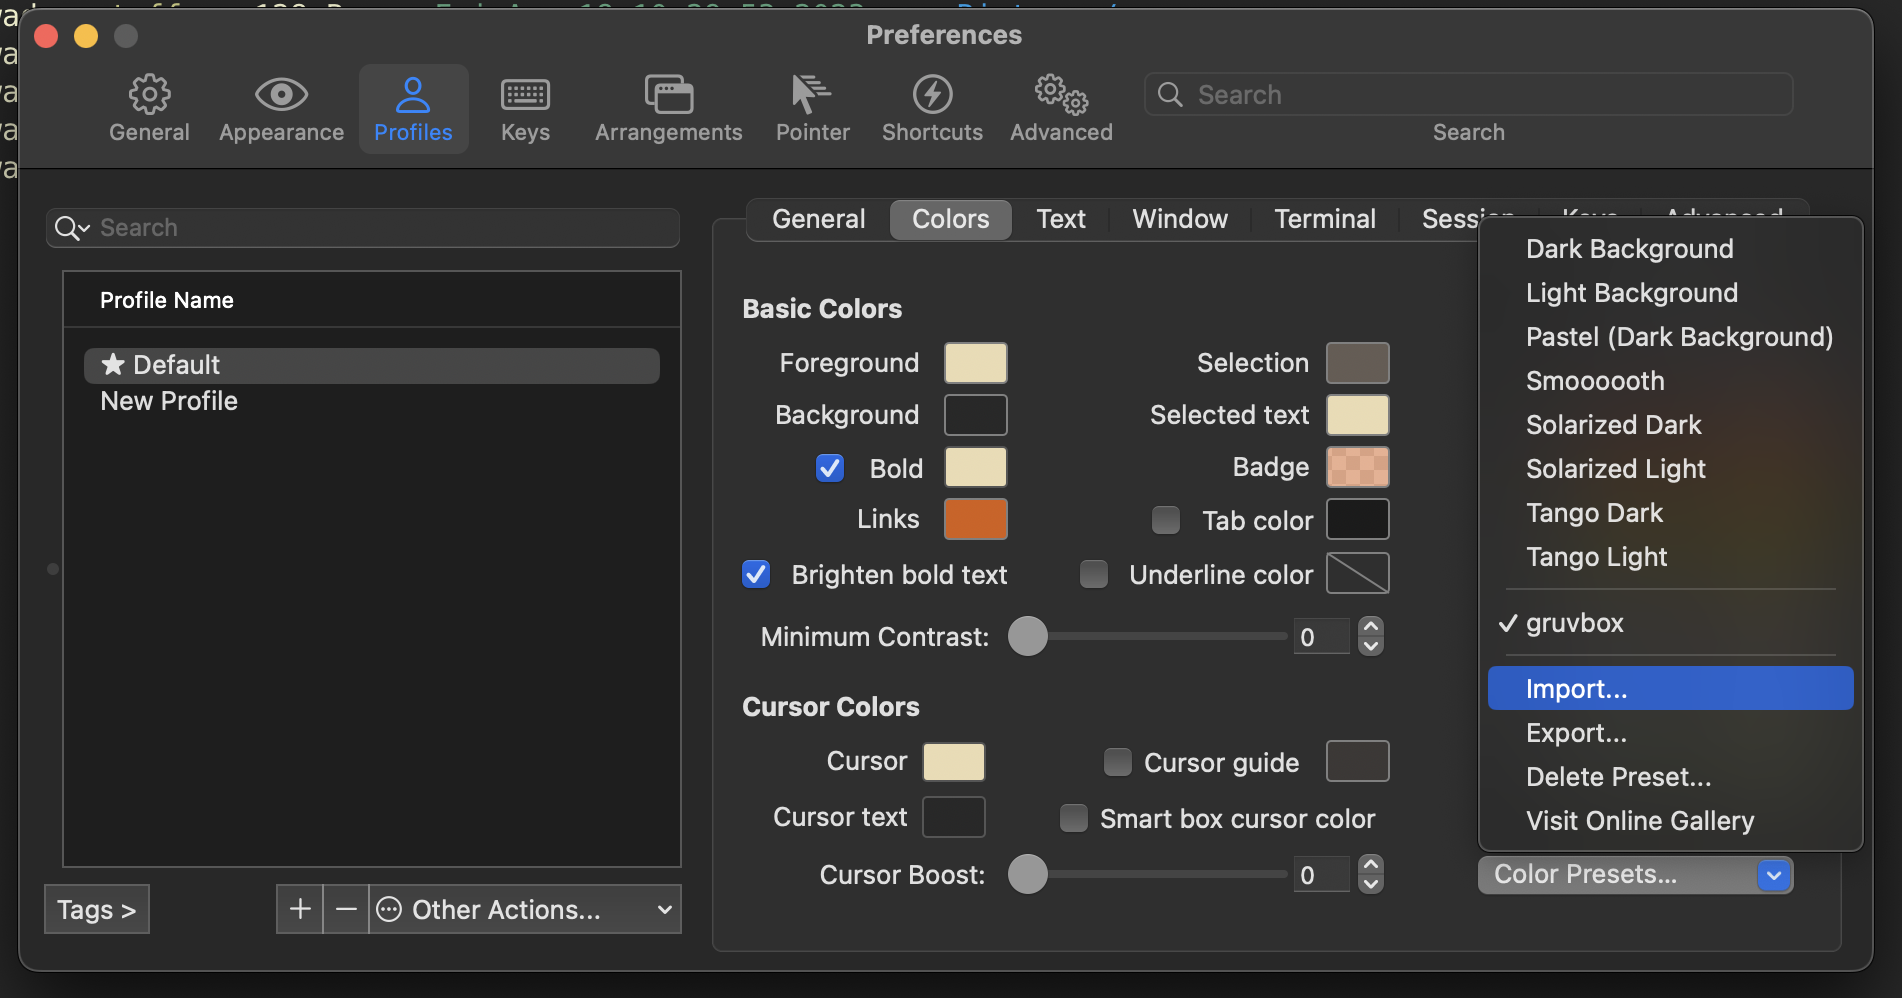 Preferences
General
Appearance
Profiles
Keys
Arrangements
Pointer
Shortcuts
Advanced
Search
Search
Search
Profile Name
★ Default
New Profile
Tags >
+
−
Other Actions...
General
Colors
Text
Window
Terminal
Session
Keys
Advanced
Basic Colors
Foreground
Selection
Background
Selected text
Bold
Badge
Links
Tab color
Brighten bold text
Underline color
Minimum Contrast:
0
Cursor Colors
Cursor
Cursor guide
Cursor text
Smart box cursor color
Cursor Boost:
0
Dark Background
Light Background
Pastel (Dark Background)
Smoooooth
Solarized Dark
Solarized Light
Tango Dark
Tango Light
✓ gruvbox
Import...
Export...
Delete Preset...
Visit Online Gallery
Color Presets...